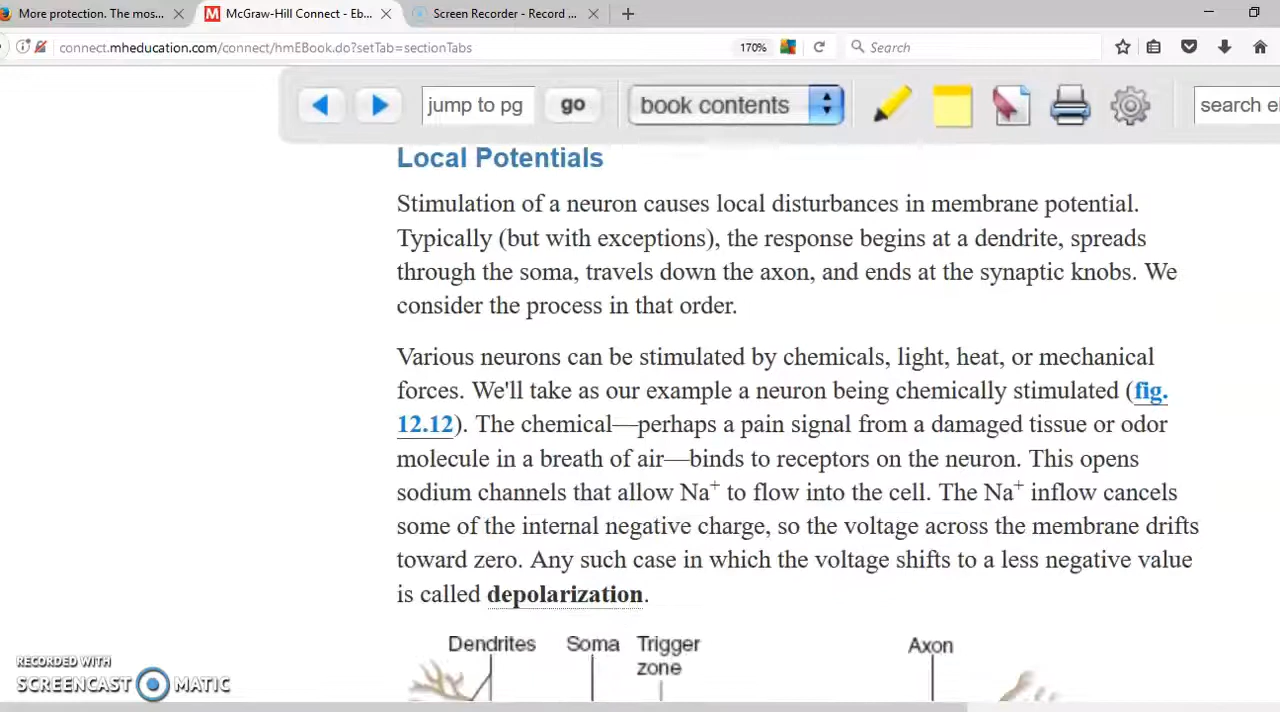 More protection. The mos...
McGraw-Hill Connect - Eb...
Screen Recorder - Record ...
connect.mheducation.com/connect/hmEBook.do?setTab=sectionTabs
170%
Search
jump to pg
go
book contents
search e
Local Potentials
Stimulation of a neuron causes local disturbances in membrane potential.
Typically (but with exceptions), the response begins at a dendrite, spreads
through the soma, travels down the axon, and ends at the synaptic knobs. We
consider the process in that order.
Various neurons can be stimulated by chemicals, light, heat, or mechanical
forces. We'll take as our example a neuron being chemically stimulated (fig.
12.12). The chemical—perhaps a pain signal from a damaged tissue or odor
molecule in a breath of air—binds to receptors on the neuron. This opens
sodium channels that allow Na⁺ to flow into the cell. The Na⁺ inflow cancels
some of the internal negative charge, so the voltage across the membrane drifts
toward zero. Any such case in which the voltage shifts to a less negative value
is called depolarization.
Dendrites
Soma
Trigger
zone
Axon
RECORDED WITH
SCREENCAST MATIC